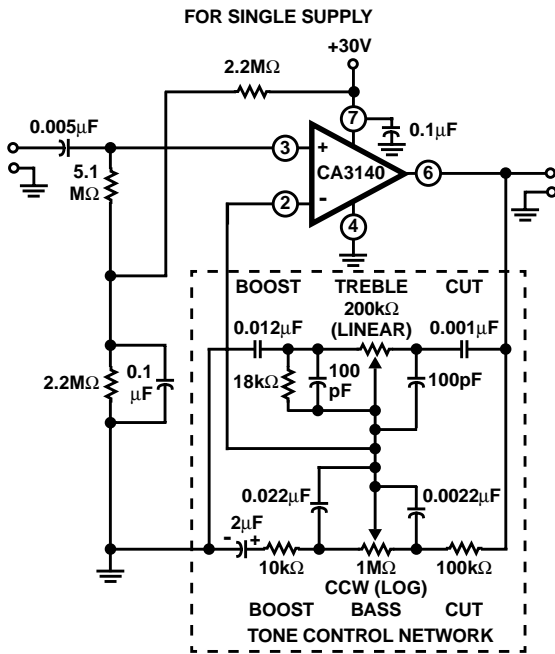 FOR SINGLE SUPPLY
+30V
2.2MΩ
7
0.005μF
0.1μF
3
+
5.1
MΩ
CA3140
6
2
-
4
BOOST
TREBLE
CUT
200kΩ
(LINEAR)
0.012μF
0.001μF
18kΩ
100
pF
100pF
2.2MΩ
0.1
μF
0.022μF
0.0022μF
2μF
- +
10kΩ
1MΩ
100kΩ
CCW (LOG)
BOOST
BASS
CUT
TONE CONTROL NETWORK